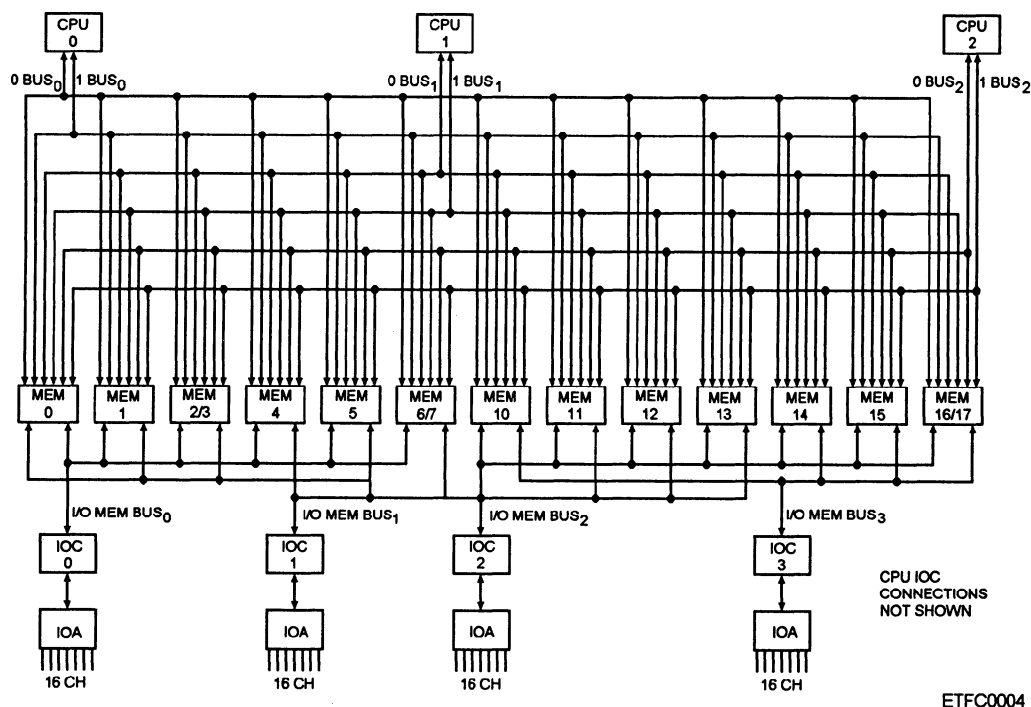 CPU
0
CPU
1
CPU
2
0 BUS0 1 BUS0
0 BUS1 1 BUS1
0 BUS2 1 BUS2
MEM
0
MEM
1
MEM
2/3
MEM
4
MEM
5
MEM
6/7
MEM
10
MEM
11
MEM
12
MEM
13
MEM
14
MEM
15
MEM
16/17
I/O MEM BUS0
I/O MEM BUS1
I/O MEM BUS2
I/O MEM BUS3
IOC
0
IOC
1
IOC
2
IOC
3
CPU IOC
CONNECTIONS
NOT SHOWN
IOA
IOA
IOA
IOA
16 CH
16 CH
16 CH
16 CH
ETFC0004